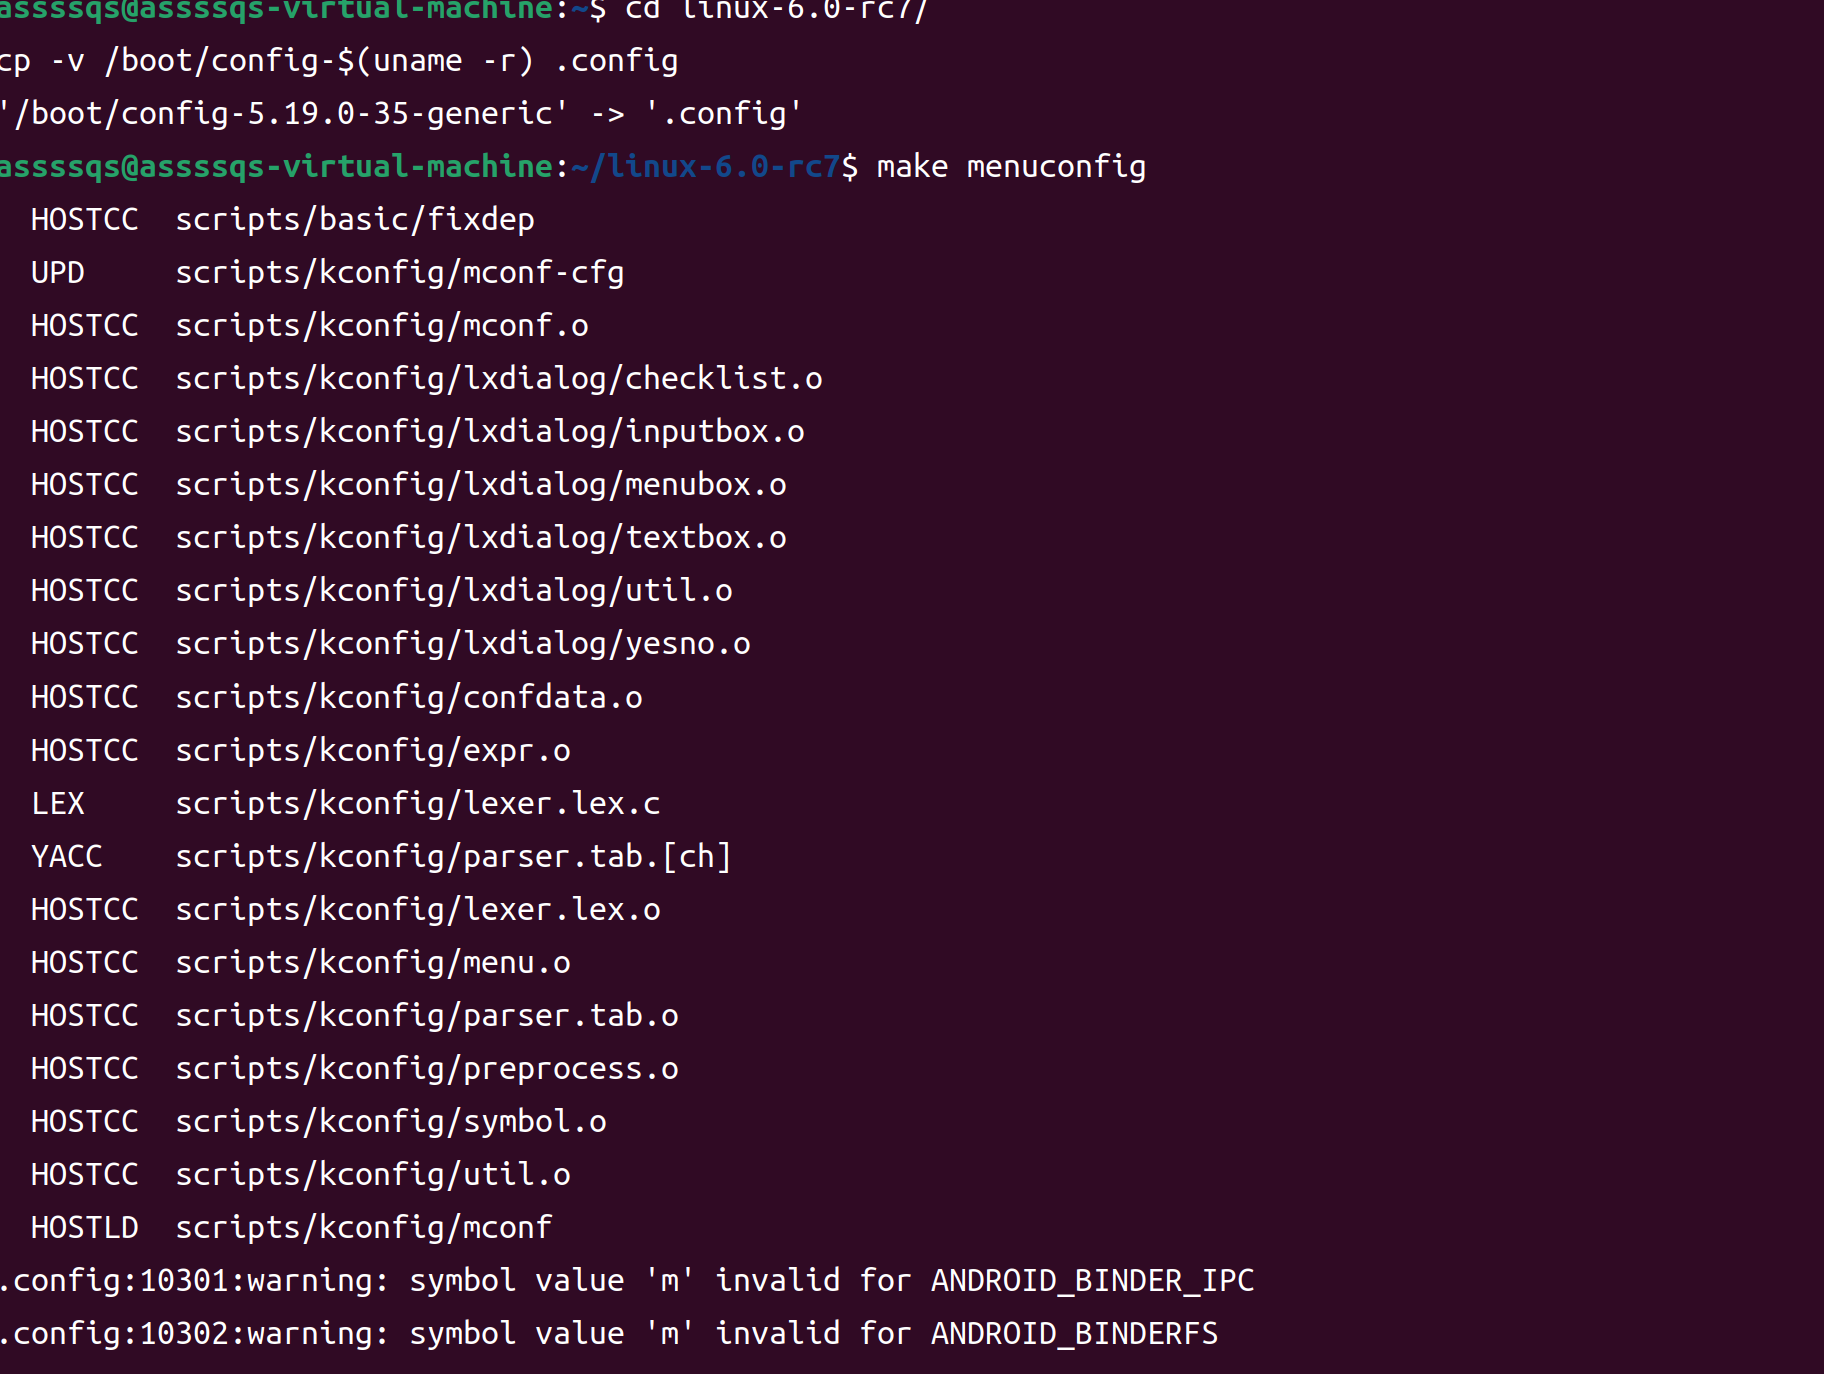 assssqs@assssqs-virtual-machine:~$ cd linux-6.0-rc7/
cp -v /boot/config-$(uname -r) .config
'/boot/config-5.19.0-35-generic' -> '.config'
assssqs@assssqs-virtual-machine:~/linux-6.0-rc7$ make menuconfig
  HOSTCC  scripts/basic/fixdep
  UPD     scripts/kconfig/mconf-cfg
  HOSTCC  scripts/kconfig/mconf.o
  HOSTCC  scripts/kconfig/lxdialog/checklist.o
  HOSTCC  scripts/kconfig/lxdialog/inputbox.o
  HOSTCC  scripts/kconfig/lxdialog/menubox.o
  HOSTCC  scripts/kconfig/lxdialog/textbox.o
  HOSTCC  scripts/kconfig/lxdialog/util.o
  HOSTCC  scripts/kconfig/lxdialog/yesno.o
  HOSTCC  scripts/kconfig/confdata.o
  HOSTCC  scripts/kconfig/expr.o
  LEX     scripts/kconfig/lexer.lex.c
  YACC    scripts/kconfig/parser.tab.[ch]
  HOSTCC  scripts/kconfig/lexer.lex.o
  HOSTCC  scripts/kconfig/menu.o
  HOSTCC  scripts/kconfig/parser.tab.o
  HOSTCC  scripts/kconfig/preprocess.o
  HOSTCC  scripts/kconfig/symbol.o
  HOSTCC  scripts/kconfig/util.o
  HOSTLD  scripts/kconfig/mconf
.config:10301:warning: symbol value 'm' invalid for ANDROID_BINDER_IPC
.config:10302:warning: symbol value 'm' invalid for ANDROID_BINDERFS